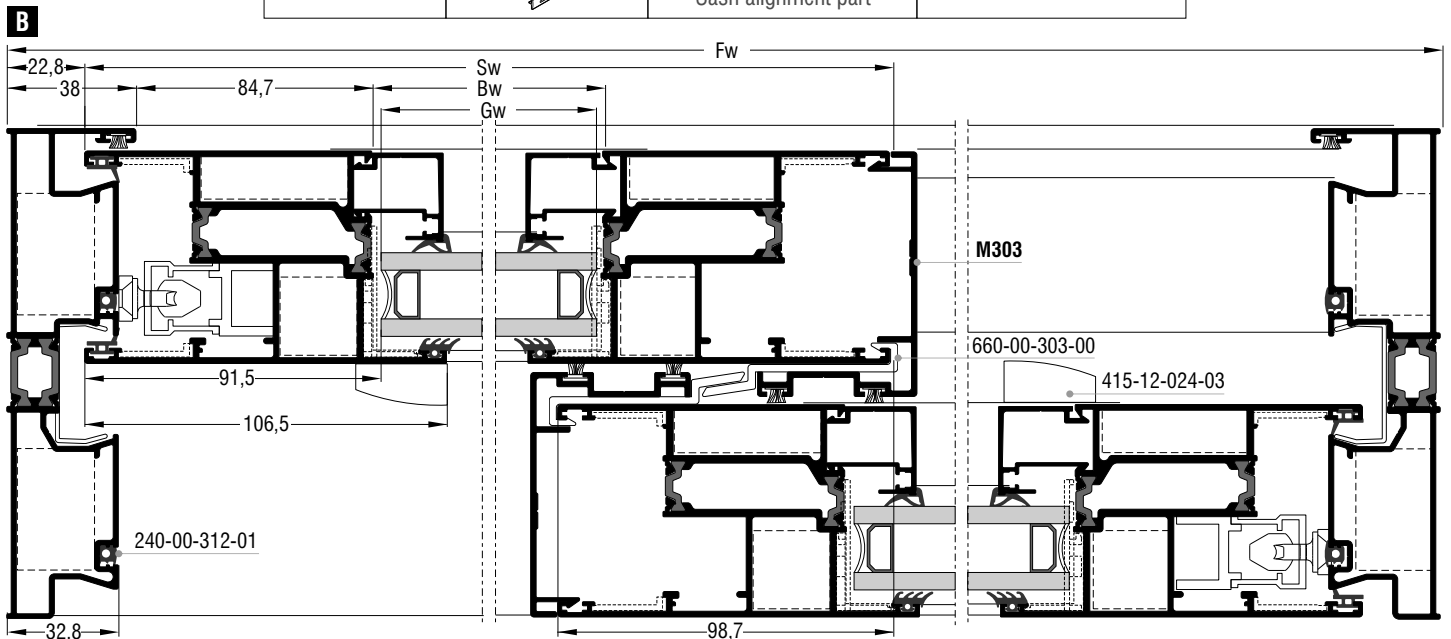 Sash alignment part
B
Fw
22,8
Sw
38
84,7
Bw
Gw
M303
660-00-303-00
91,5
415-12-024-03
106,5
240-00-312-01
32,8
98,7